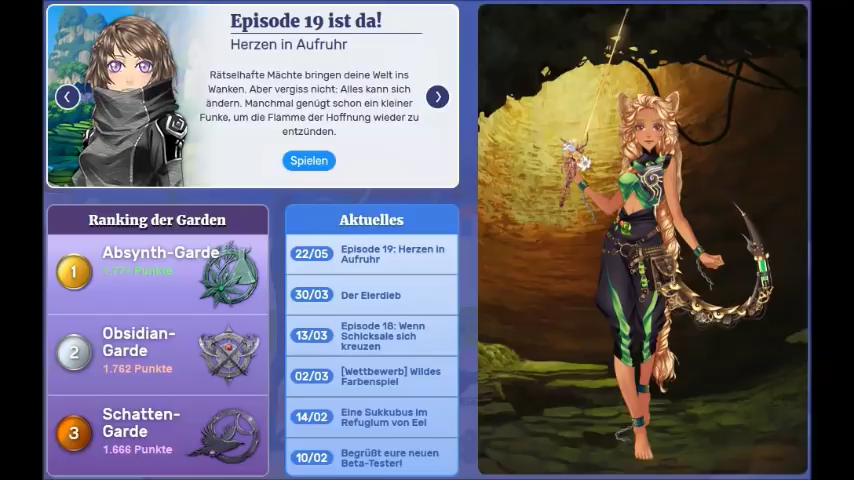 Episode 19 ist da!
Herzen in Aufruhr
Rätselhafte Mächte bringen deine Welt ins
Wanken. Aber vergiss nicht: Alles kann sich
ändern. Manchmal genügt schon ein kleiner
Funke, um die Flamme der Hoffnung wieder zu
entzünden.
Spielen
Ranking der Garden
1
Absynth-Garde
1.771 Punkte
2
Obsidian-
Garde
1.762 Punkte
3
Schatten-
Garde
1.666 Punkte
Aktuelles
22/05
Episode 19: Herzen in
Aufruhr
30/03
Der Eierdieb
13/03
Episode 18: Wenn
Schicksale sich
kreuzen
02/03
[Wettbewerb] Wildes
Farbenspiel
14/02
Eine Sukkubus im
Refugium von Eel
10/02
Begrüßt eure neuen
Beta-Tester!